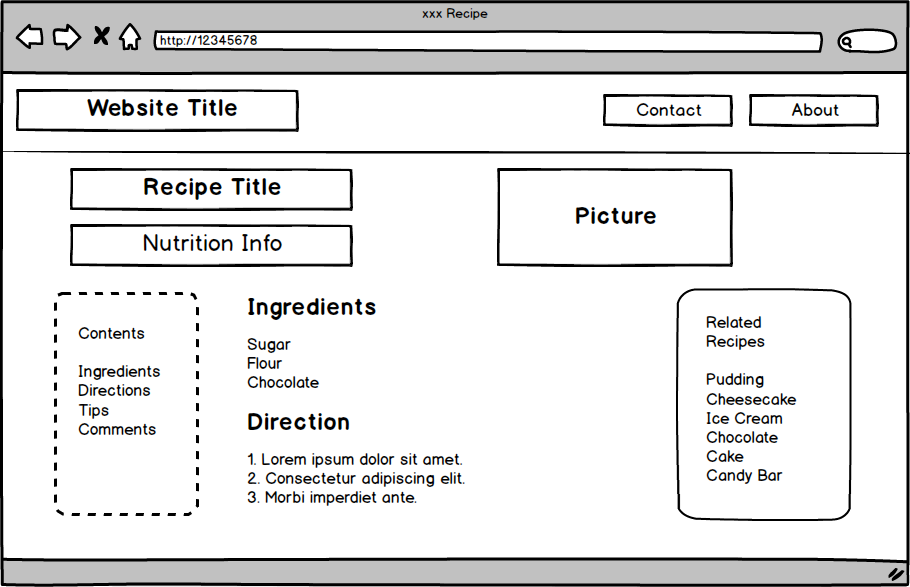 xxx Recipe
http://12345678
Website Title
Contact
About
Recipe Title
Nutrition Info
Picture
Contents
Ingredients
Directions
Tips
Comments
Ingredients
Sugar
Flour
Chocolate
Direction
1. Lorem ipsum dolor sit amet.
2. Consectetur adipiscing elit.
3. Morbi imperdiet ante.
Related
Recipes
Pudding
Cheesecake
Ice Cream
Chocolate
Cake
Candy Bar